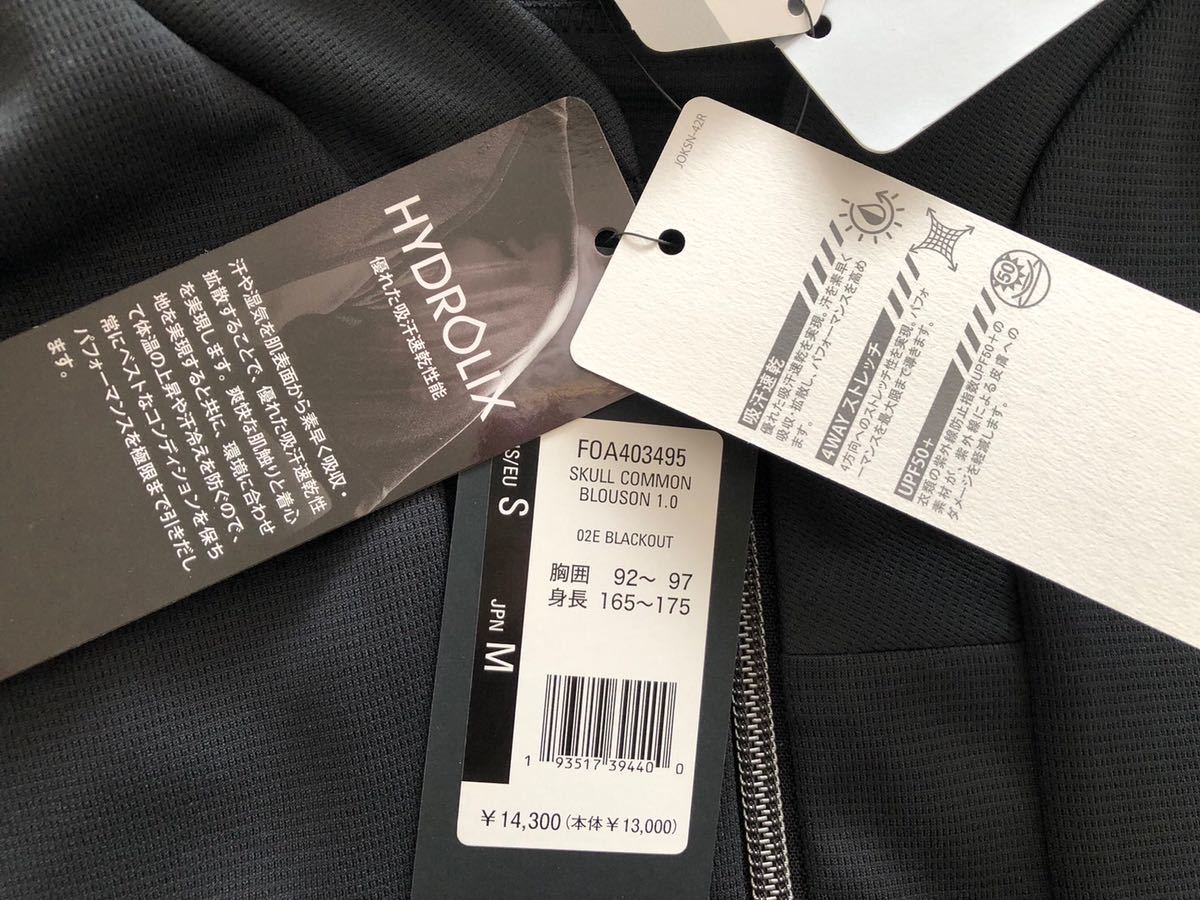 HYDROLIX
優れた吸汗速乾性能
汗や湿気を肌表面から素早く吸収・
拡散することで、優れた吸汗速乾性
を実現します。爽快な肌触りと着心
地を実現すると共に、環境に合わせ
て体温の上昇や汗冷えを防ぐので、
常にベストなコンディションを保ち
パフォーマンスを極限まで引きだし
ます。
JOKSN-42R
吸汗速乾
優れた吸汗速乾を実現。汗を素早く
吸収・拡散し、パフォーマンスを高め
ます。
4WAYストレッチ
4方向へのストレッチ性を実現。パフォ
ーマンスを最大限まで導きます。
50+
UPF50+
衣類の紫外線防止指数UPF50+の
素材が、紫外線による皮膚への
ダメージを軽減します。
US/EU S
JPN M
FOA403495
SKULL COMMON
BLOUSON 1.0
02E BLACKOUT
胸囲 92〜 97
身長 165〜175
1 93517 39440 0
¥14,300(本体¥13,000)